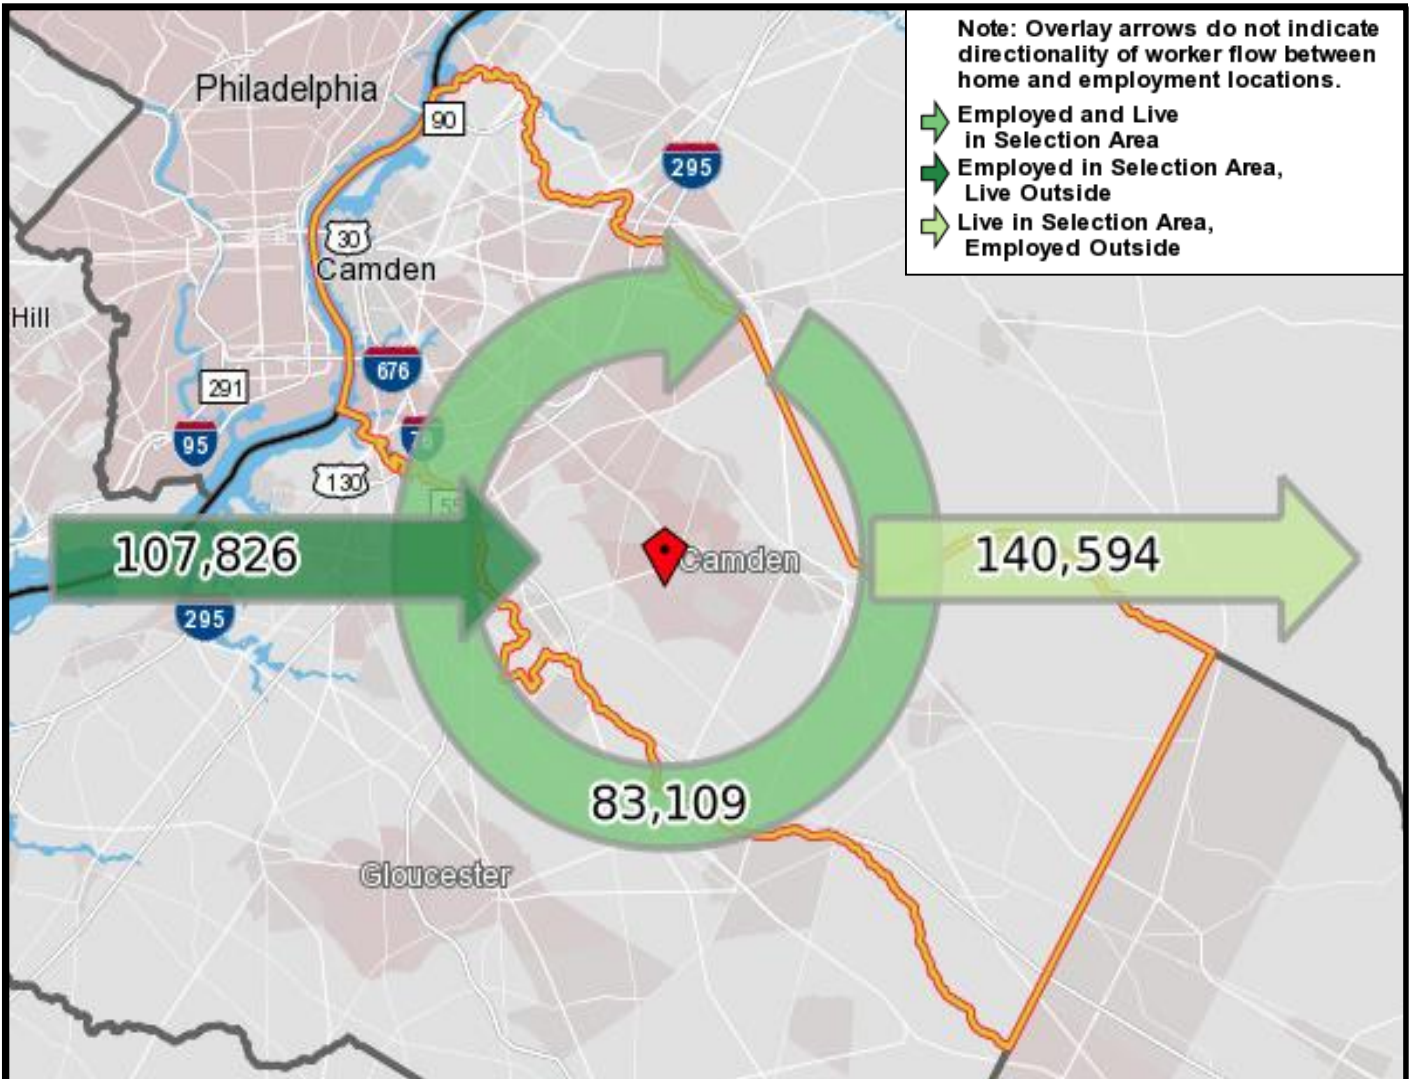 Note: Overlay arrows do not indicate
directionality of worker flow between
home and employment locations.
Employed and Live
in Selection Area
Employed in Selection Area,
Live Outside
Live in Selection Area,
Employed Outside
Philadelphia
90
295
30
Camden
Hill
676
291
95
76
130
55
107,826
Camden
140,594
295
83,109
Gloucester